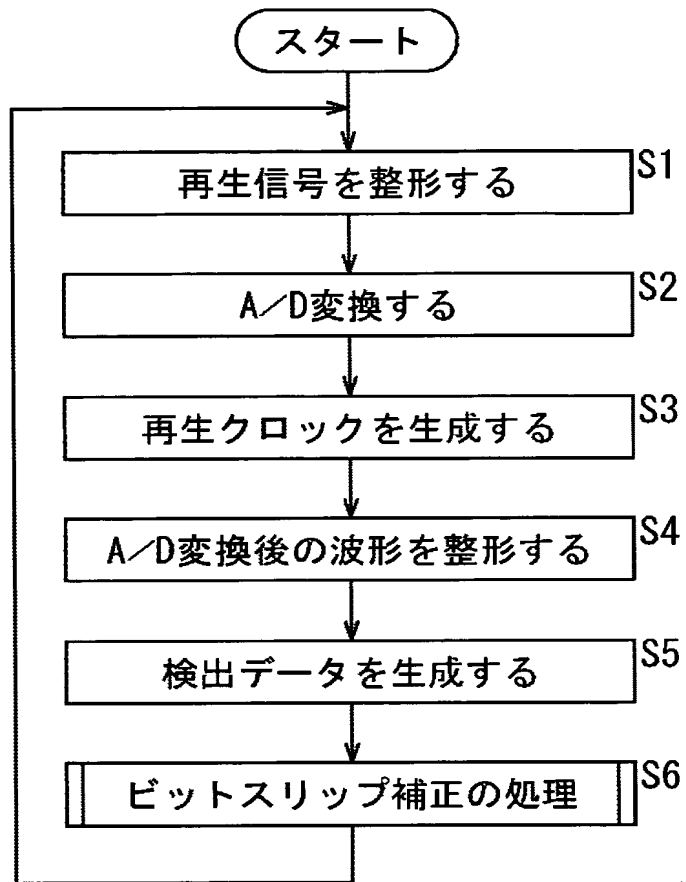 スタート
再生信号を整形する
S1
A/D変換する
S2
再生クロックを生成する
S3
A/D変換後の波形を整形する
S4
検出データを生成する
S5
ビットスリップ補正の処理
S6